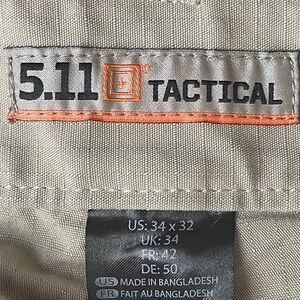 5.11 TACTICAL
US: 34 x 32
UK: 34
FR: 42
DE: 50
US MADE IN BANGLADESH
FR FAIT AU BANGLADESH